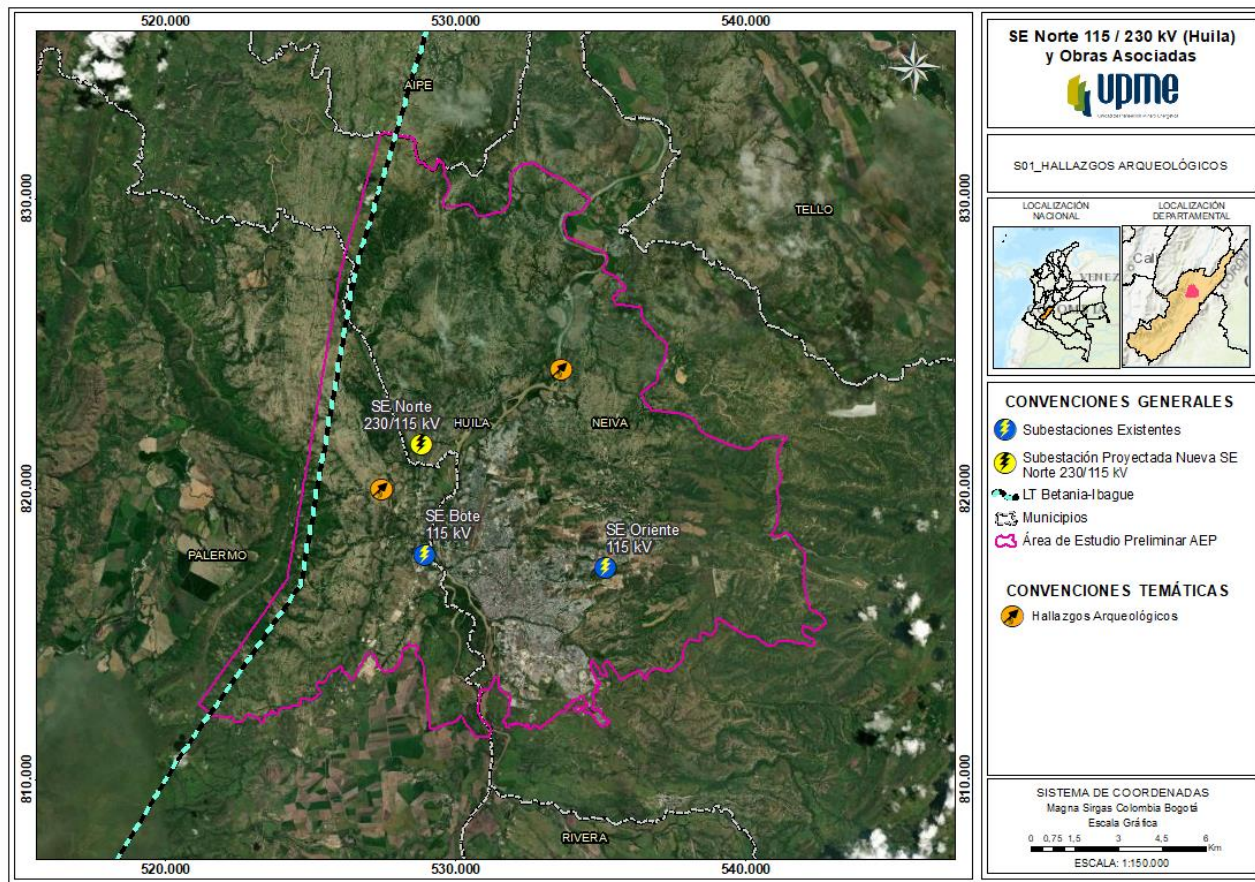 520.000
530.000
540.000
830.000
820.000
810.000
AIPE
TELLO
SE Norte
230/115 kV
HUILA
NEIVA
SE Bote
115 kV
SE Oriente
115 kV
PALERMO
RIVERA
830.000
820.000
810.000
520.000
530.000
540.000
SE Norte 115 / 230 kV (Huila)
y Obras Asociadas
upme
S01_HALLAZGOS ARQUEOLÓGICOS
LOCALIZACIÓN
NACIONAL
LOCALIZACIÓN
DEPARTAMENTAL
VENEZ
Cali
CONVENCIONES GENERALES
Subestaciones Existentes
Subestación Proyectada Nueva SE
Norte 230/115 kV
LT Betania-Ibague
Municipios
Área de Estudio Preliminar AEP
CONVENCIONES TEMÁTICAS
Hallazgos Arqueológicos
SISTEMA DE COORDENADAS
Magna Sirgas Colombia Bogotá
Escala Gráfica
0 0,75 1,5 3 4,5 6
Km
ESCALA: 1:150.000